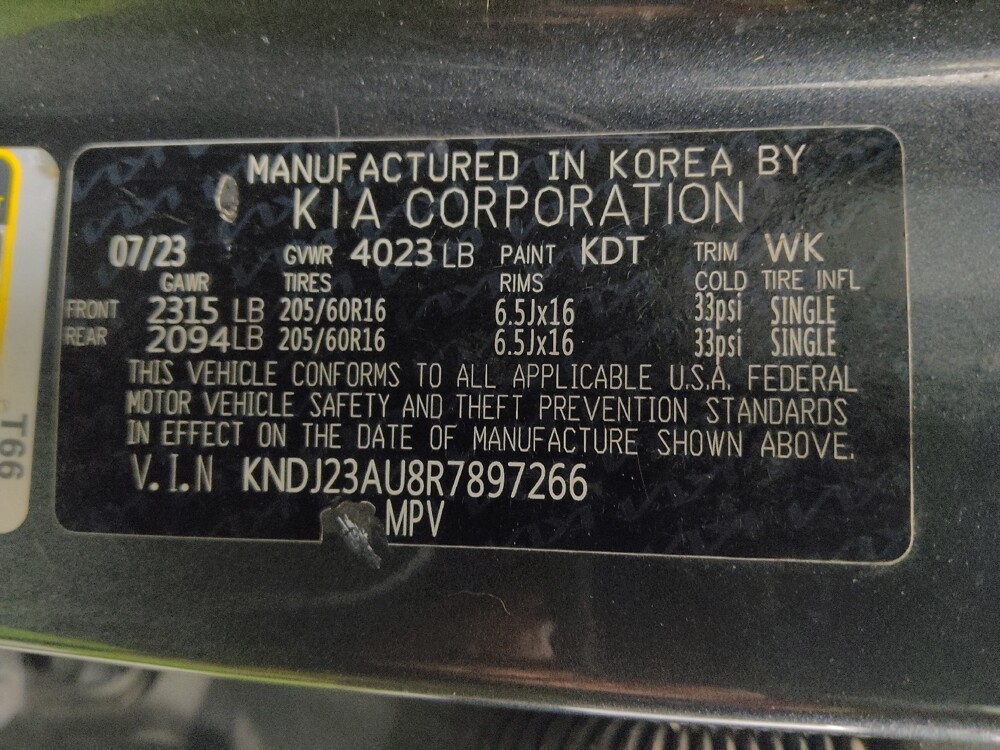 MANUFACTURED IN KOREA BY
KIA CORPORATION
07/23 GVWR 4023 LB PAINT KDT TRIM WK
GAWR TIRES RIMS COLD TIRE INFL
FRONT 2315 LB 205/60R16 6.5Jx16 33psi SINGLE
REAR 2094 LB 205/60R16 6.5Jx16 33psi SINGLE
THIS VEHICLE CONFORMS TO ALL APPLICABLE U.S.A. FEDERAL
MOTOR VEHICLE SAFETY AND THEFT PREVENTION STANDARDS
IN EFFECT ON THE DATE OF MANUFACTURE SHOWN ABOVE.
V.I.N KNDJ23AU8R7897266
MPV
T66